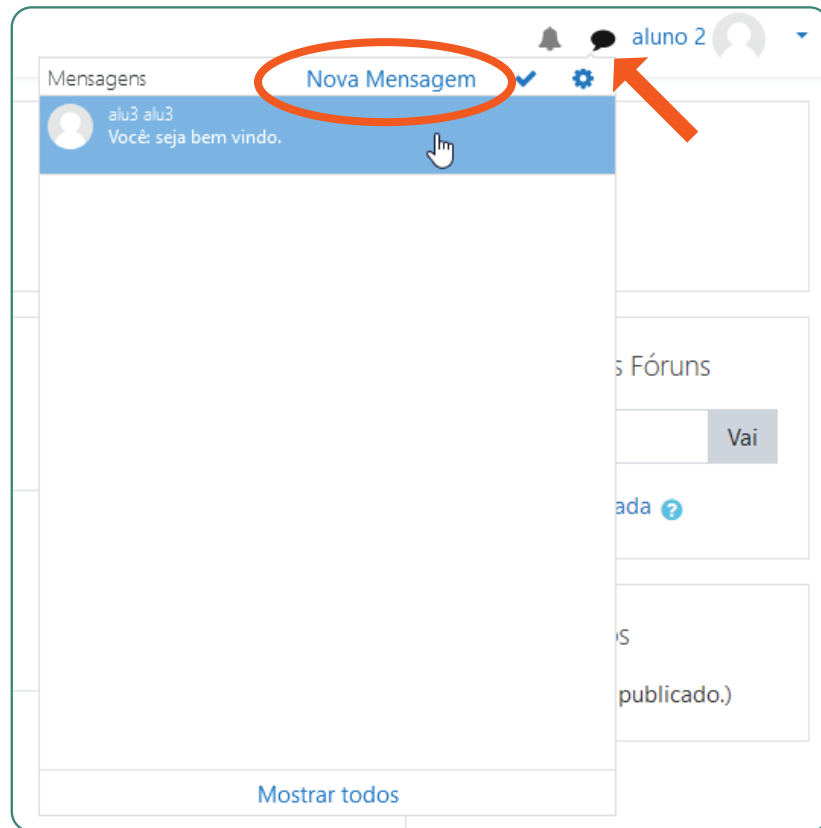 aluno 2
Mensagens Nova Mensagem
alu3 alu3
Você: seja bem vindo.
s Fóruns
Vai
ada
?
os
publicado.)
Mostrar todos